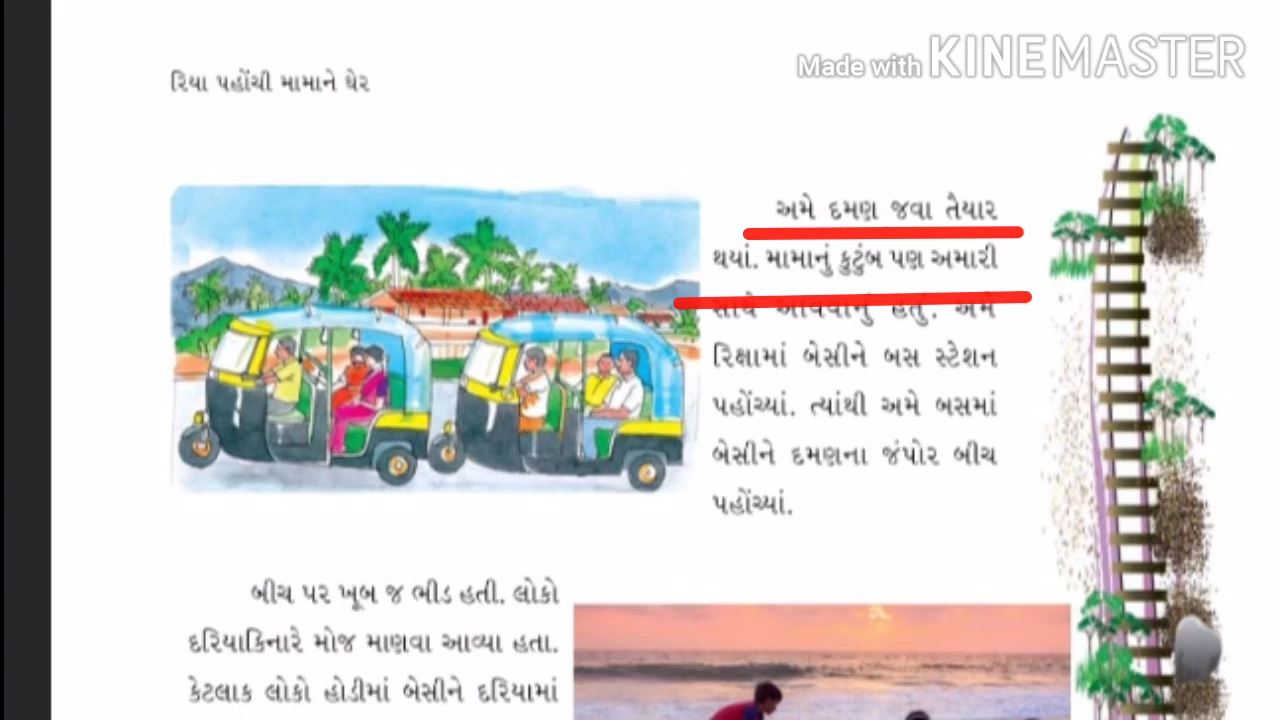 Made with KINEMASTER
રિયા પહોંચી મામાને ઘેર
અમે દમણ જવા તૈયાર
થયાં. મામાનું કુટુંબ પણ અમારી
સાથે આવવાનું હતું. અમે
રિક્ષામાં બેસીને બસ સ્ટેશન
પહોંચ્યાં. ત્યાંથી અમે બસમાં
બેસીને દમણના જંપોર બીચ
પહોંચ્યાં.
બીચ પર ખૂબ જ ભીડ હતી. લોકો
દરિયાકિનારે મોજ માણવા આવ્યા હતા.
કેટલાક લોકો હોડીમાં બેસીને દરિયામાં